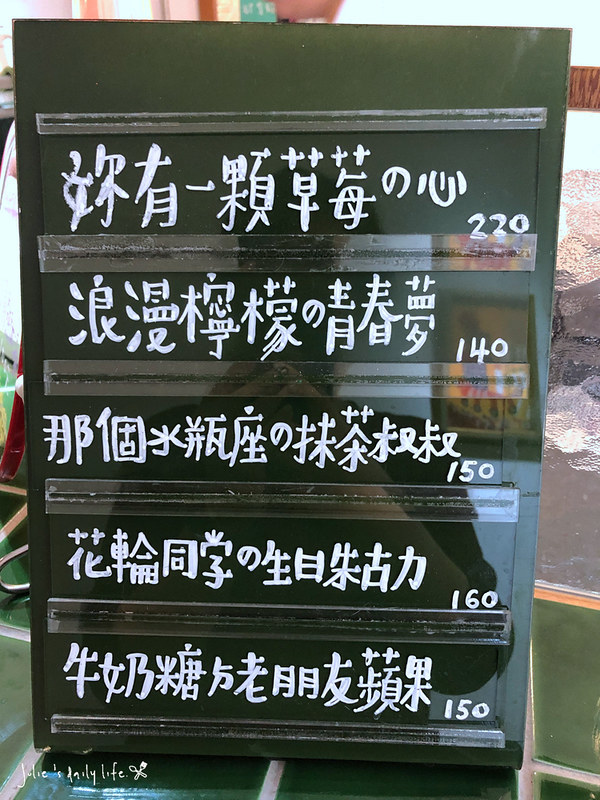 妳有一顆草莓の心
220
浪漫檸檬の青春夢
140
那個水瓶座の抹茶叔叔
150
花輪同学の生日朱古力
160
牛奶糖与老朋友蘋果
150
Julie's daily life.